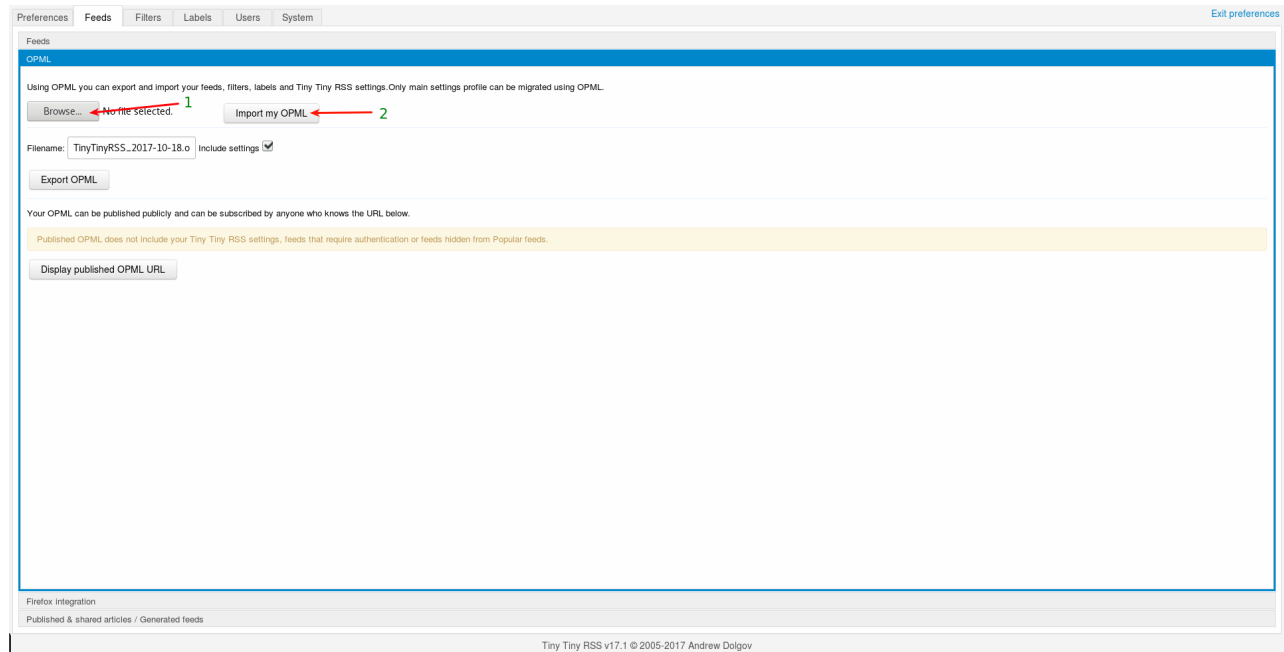 Preferences Feeds Filters Labels Users System Exit preferences
Feeds
OPML
Using OPML you can export and import your feeds, filters, labels and Tiny Tiny RSS settings.Only main settings profile can be migrated using OPML.
Browse... No file selected. 1 Import my OPML 2
Filename: TinyTinyRSS_2017-10-18.o Include settings
Export OPML
Your OPML can be published publicly and can be subscribed by anyone who knows the URL below.
Published OPML does not include your Tiny Tiny RSS settings, feeds that require authentication or feeds hidden from Popular feeds.
Display published OPML URL
Firefox integration
Published & shared articles / Generated feeds
Tiny Tiny RSS v17.1 © 2005-2017 Andrew Dolgov